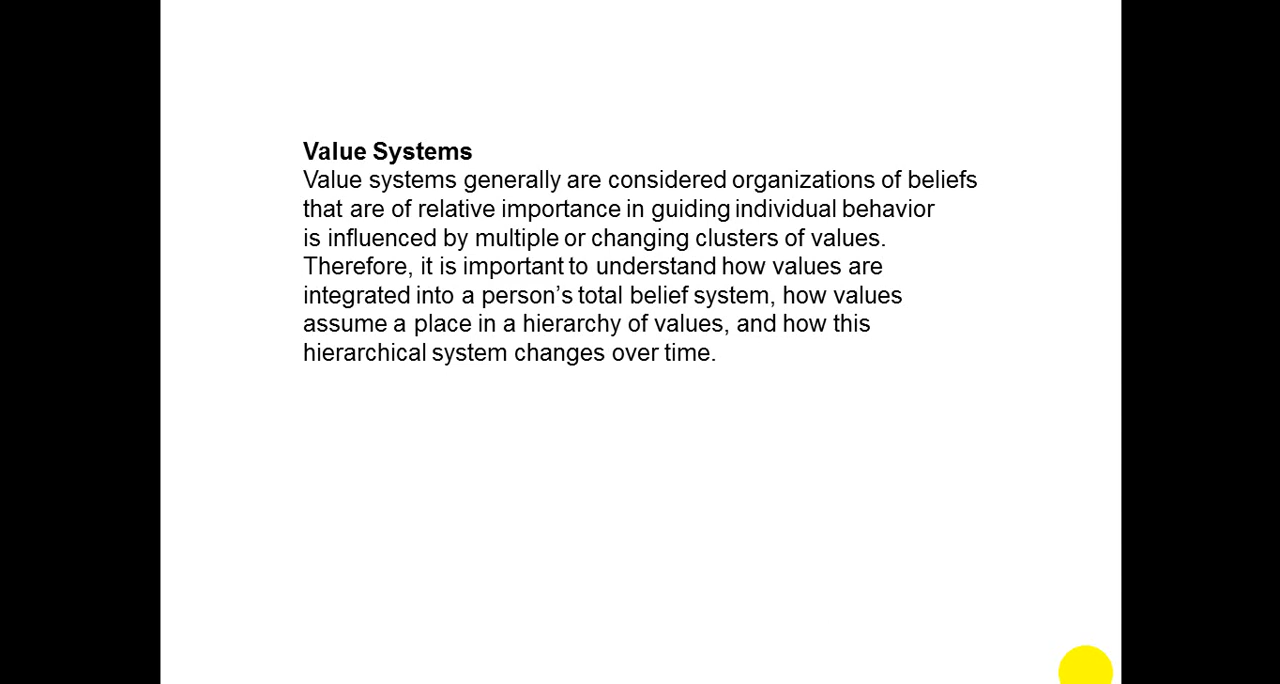 Value Systems
Value systems generally are considered organizations of beliefs
that are of relative importance in guiding individual behavior
is influenced by multiple or changing clusters of values.
Therefore, it is important to understand how values are
integrated into a person’s total belief system, how values
assume a place in a hierarchy of values, and how this
hierarchical system changes over time.